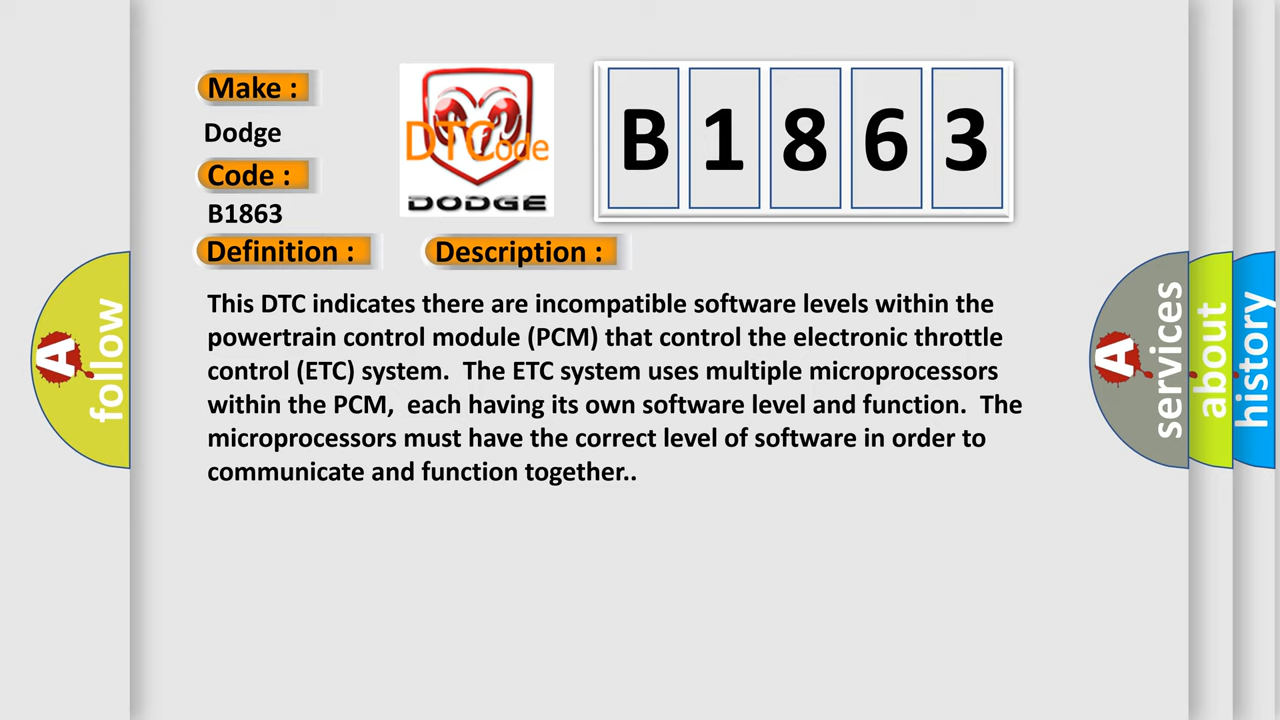 Make :
Dodge
Code :
B1863
Definition :
Description :
DTCode
DODGE
B 1 8 6 3
This DTC indicates there are incompatible software levels within the
powertrain control module (PCM) that control the electronic throttle
control (ETC) system  The ETC system uses multiple microprocessors
within the PCM,  each having its own software level and function  The
microprocessors must have the correct level of software in order to
communicate and function together..
A follow
A services
about
history